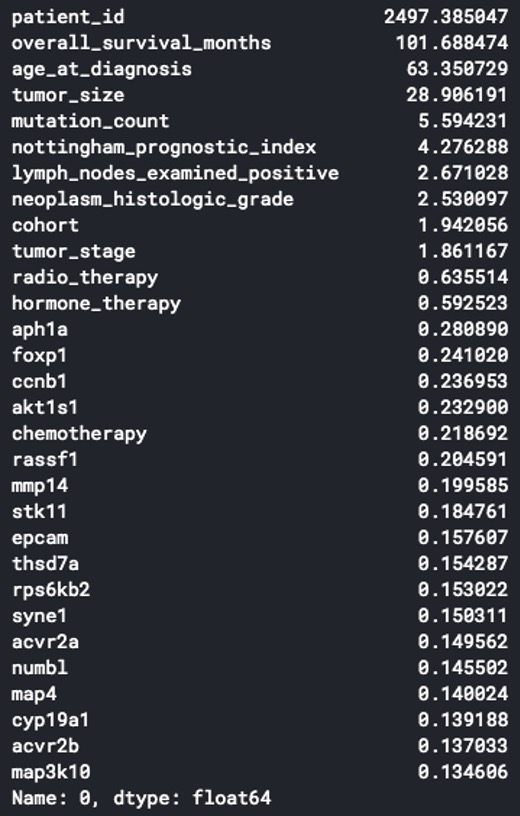 patient_id 2497.385047
overall_survival_months 101.688474
age_at_diagnosis 63.350729
tumor_size 28.906191
mutation_count 5.594231
nottingham_prognostic_index 4.276288
lymph_nodes_examined_positive 2.671028
neoplasm_histologic_grade 2.530097
cohort 1.942056
tumor_stage 1.861167
radio_therapy 0.635514
hormone_therapy 0.592523
aph1a 0.280890
foxp1 0.241020
ccnb1 0.236953
akt1s1 0.232900
chemotherapy 0.218692
rassf1 0.204591
mmp14 0.199585
stk11 0.184761
epcam 0.157607
thsd7a 0.154287
rps6kb2 0.153022
syne1 0.150311
acvr2a 0.149562
numbl 0.145502
map4 0.140024
cyp19a1 0.139188
acvr2b 0.137033
map3k10 0.134606
Name: 0, dtype: float64